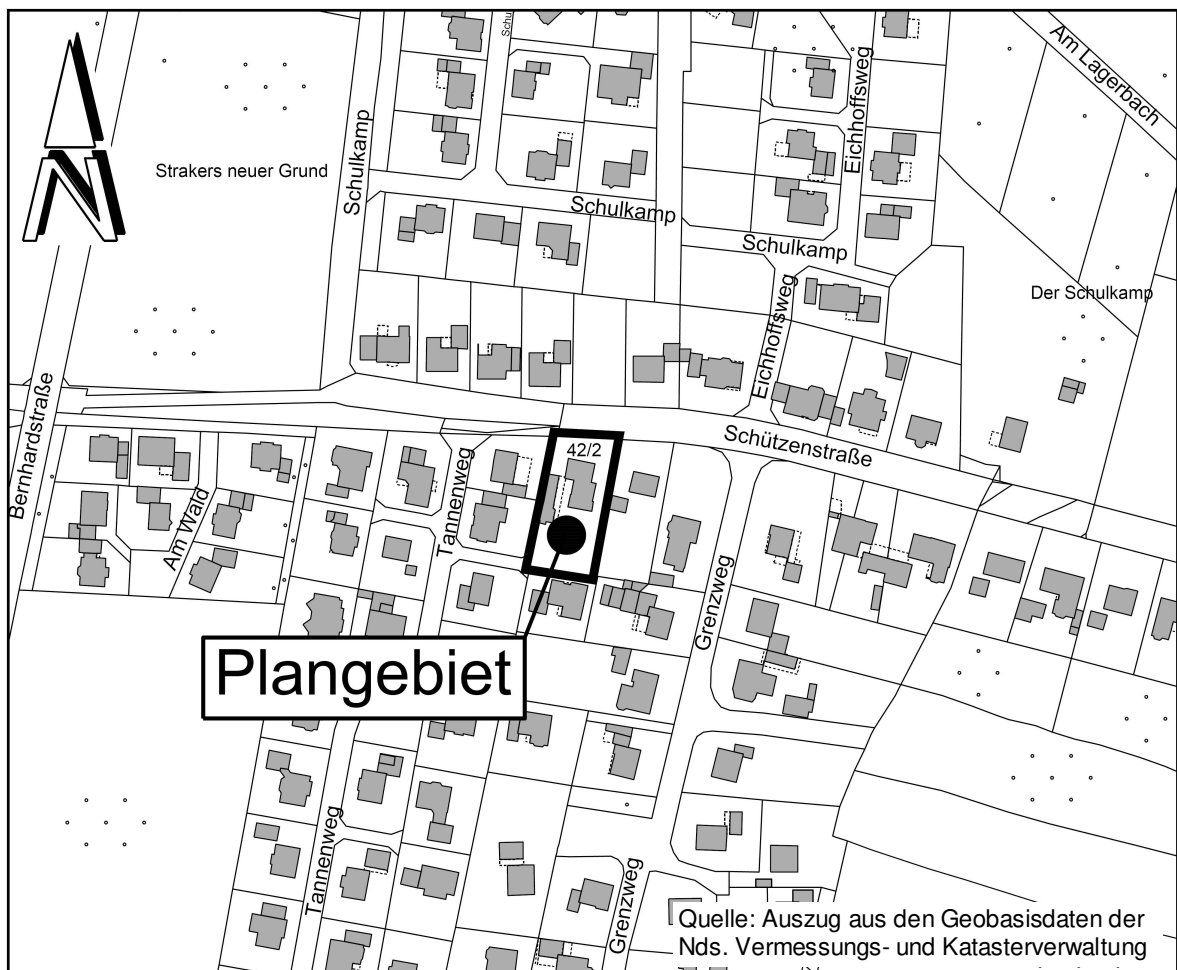 Schul
Am Lagerbach
Eichhoffsweg
Strakers neuer Grund
Schulkamp
Schulkamp
Schulkamp
Der Schulkamp
Eichhoffsweg
Bernhardstraße
Schützenstraße
42/2
Tannenweg
Am Wald
Grenzweg
Plangebiet
Tannenweg
Grenzweg
Quelle: Auszug aus den Geobasisdaten der
Nds. Vermessungs- und Katasterverwaltung
N